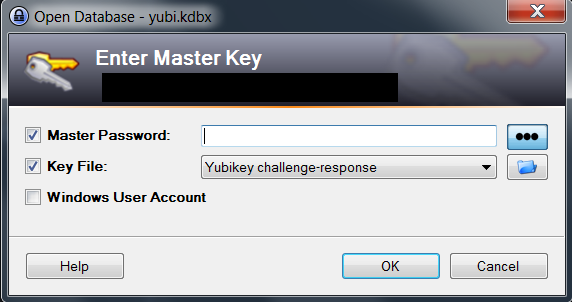 Open Database - yubi.kdbx
Enter Master Key
Master Password:
Key File: Yubikey challenge-response
Windows User Account
Help OK Cancel